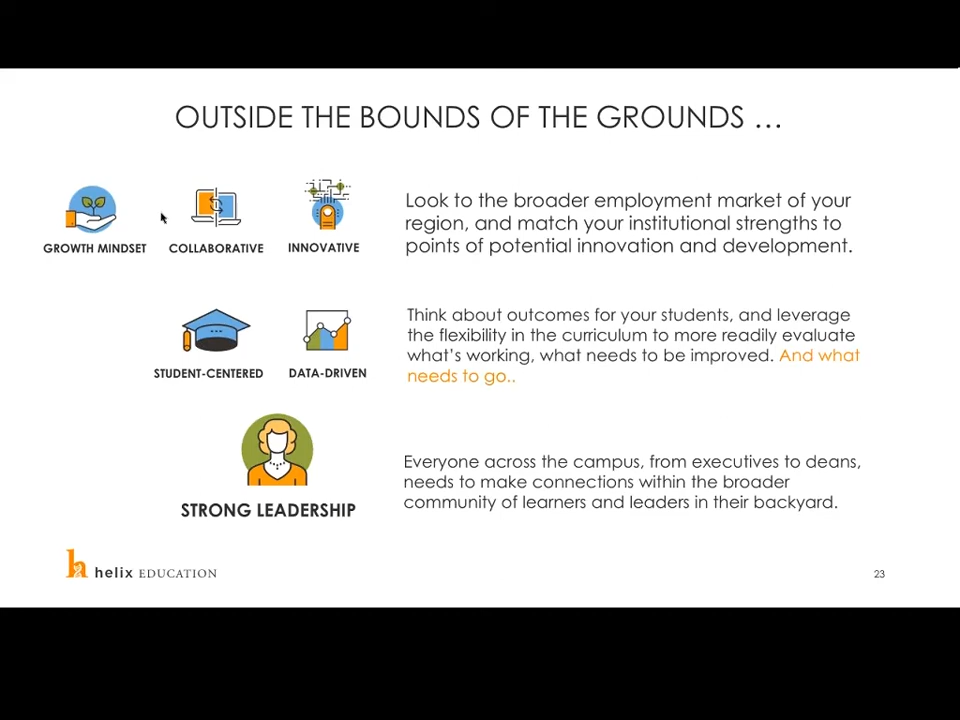 OUTSIDE THE BOUNDS OF THE GROUNDS …
GROWTH MINDSET
COLLABORATIVE
INNOVATIVE
Look to the broader employment market of your
region, and match your institutional strengths to
points of potential innovation and development.
STUDENT-CENTERED
DATA-DRIVEN
Think about outcomes for your students, and leverage
the flexibility in the curriculum to more readily evaluate
what’s working, what needs to be improved. And what
needs to go..
STRONG LEADERSHIP
Everyone across the campus, from executives to deans,
needs to make connections within the broader
community of learners and leaders in their backyard.
h helix EDUCATION
23